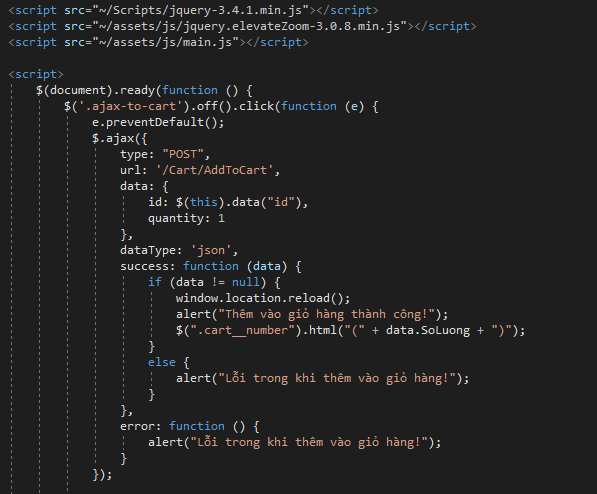 <script src="~/Scripts/jquery-3.4.1.min.js"></script>
<script src="~/assets/js/jquery.elevateZoom-3.0.8.min.js"></script>
<script src="~/assets/js/main.js"></script>
<script>
$(document).ready(function () {
$('.ajax-to-cart').off().click(function (e) {
e.preventDefault();
$.ajax({
type: "POST",
url: '/Cart/AddToCart',
data: {
id: $(this).data("id"),
quantity: 1
},
dataType: 'json',
success: function (data) {
if (data != null) {
window.location.reload();
alert("Thêm vào giỏ hàng thành công!");
$(".cart__number").html("(" + data.SoLuong + ")");
}
else {
alert("Lỗi trong khi thêm vào giỏ hàng!");
}
},
error: function () {
alert("Lỗi trong khi thêm vào giỏ hàng!");
}
});